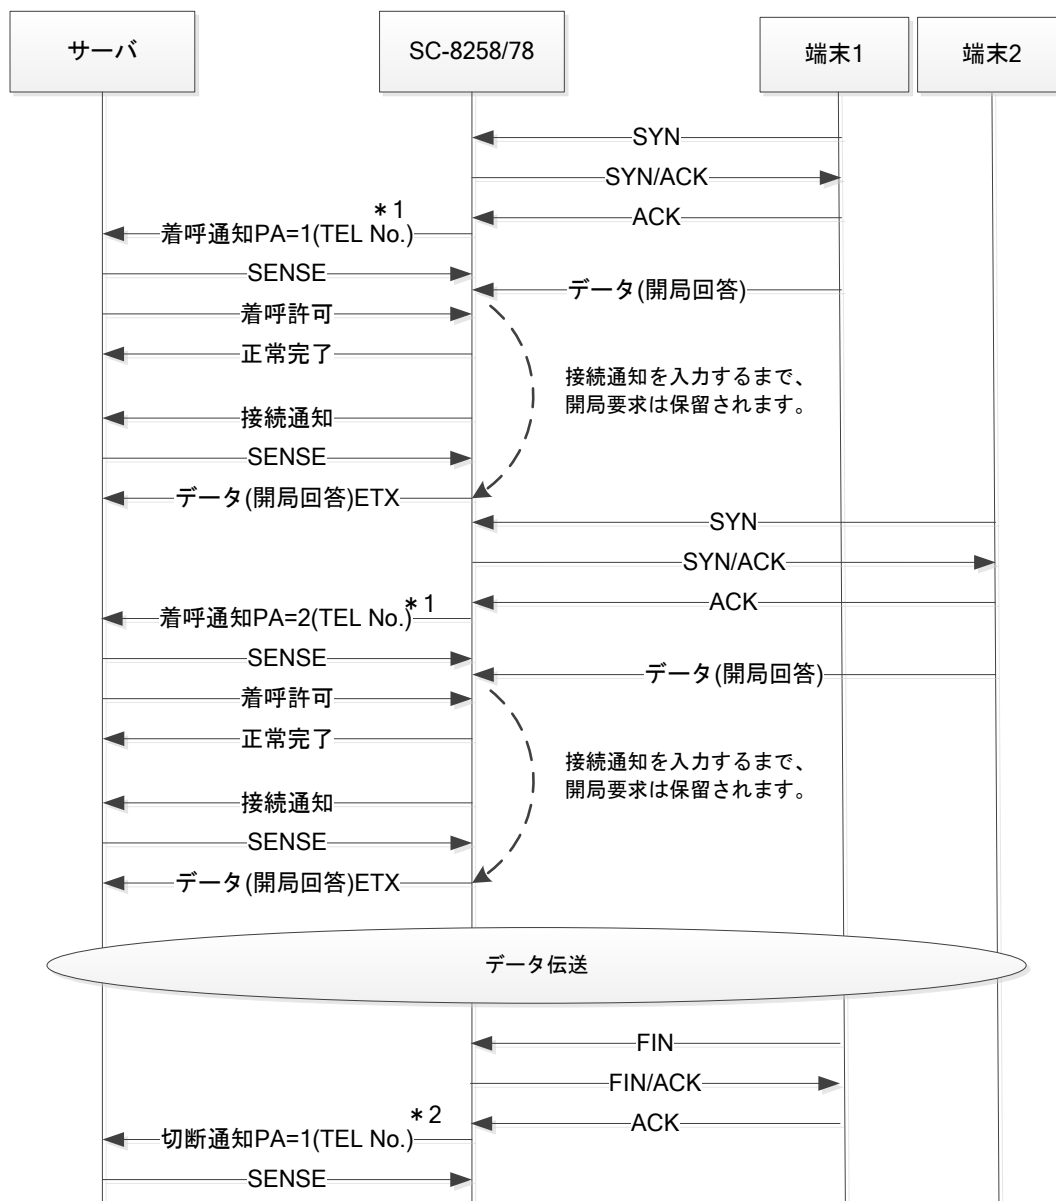 サーバ
SC-8258/78
端末1
端末2
SYN
SYN/ACK
ACK
＊1
着呼通知PA=1(TEL No.)
SENSE
データ(開局回答)
着呼許可
正常完了
接続通知を入力するまで、
開局要求は保留されます。
接続通知
SENSE
データ(開局回答)ETX
SYN
SYN/ACK
ACK
＊1
着呼通知PA=2(TEL No.)
SENSE
データ(開局回答)
着呼許可
正常完了
接続通知を入力するまで、
開局要求は保留されます。
接続通知
SENSE
データ(開局回答)ETX
データ伝送
FIN
FIN/ACK
ACK
＊2
切断通知PA=1(TEL No.)
SENSE